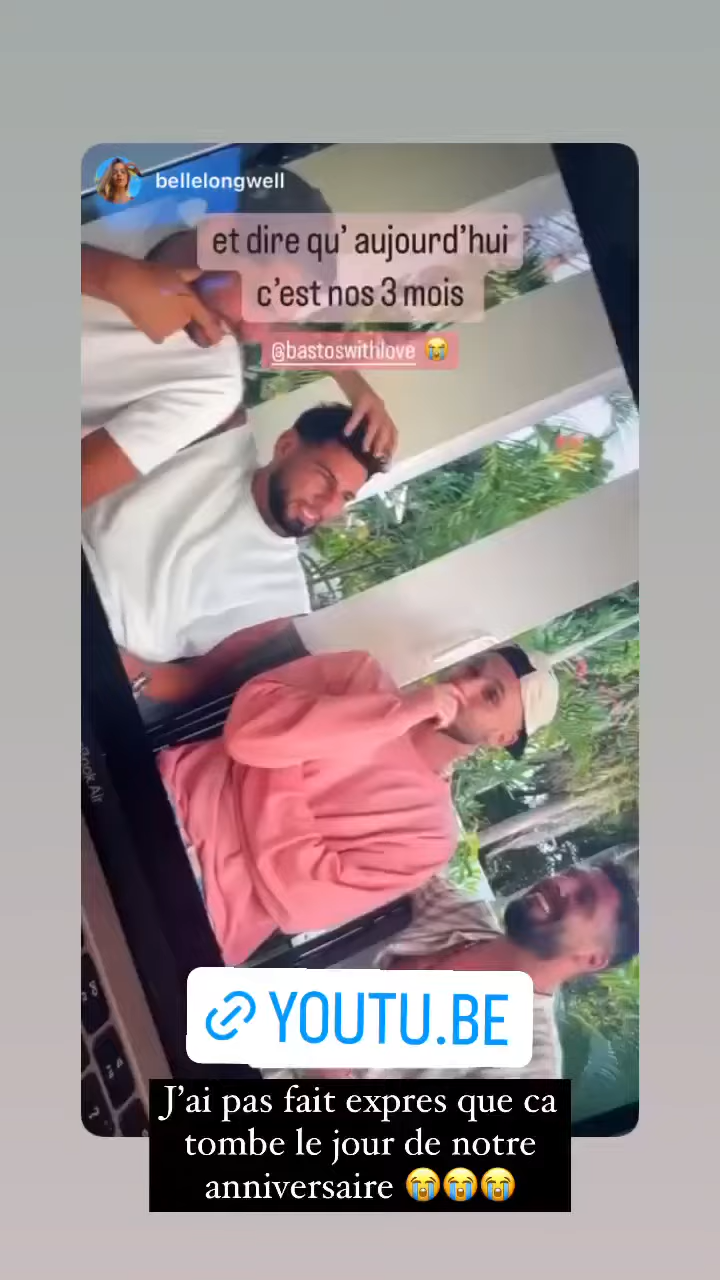 bellelongwell
et dire qu’ aujourd’hui
c’est nos 3 mois
@bastoswithlove 😭
YOUTU.BE
J’ai pas fait expres que ca
tombe le jour de notre
anniversaire 😭😭😭